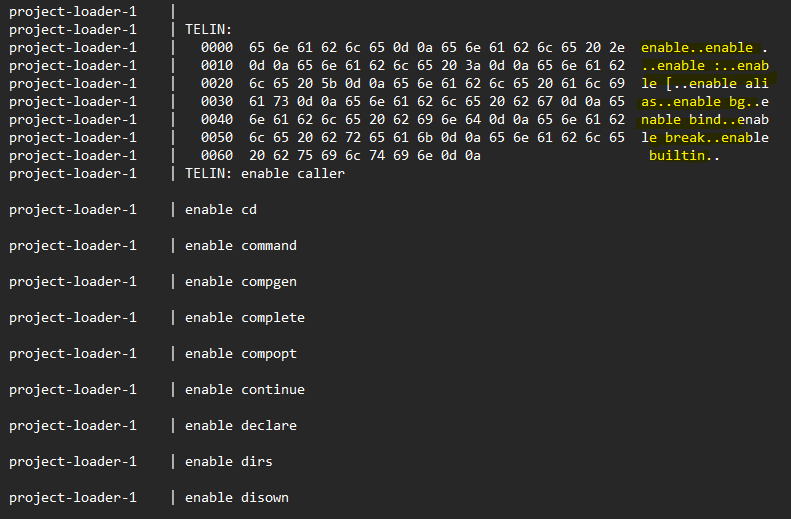 project-loader-1    |
project-loader-1    | TELIN:
project-loader-1    |   0000  65 6e 61 62 6c 65 0d 0a 65 6e 61 62 6c 65 20 2e   enable..enable .
project-loader-1    |   0010  0d 0a 65 6e 61 62 6c 65 20 3a 0d 0a 65 6e 61 62   ..enable :..enab
project-loader-1    |   0020  6c 65 20 5b 0d 0a 65 6e 61 62 6c 65 20 61 6c 69   le [..enable ali
project-loader-1    |   0030  61 73 0d 0a 65 6e 61 62 6c 65 20 62 67 0d 0a 65   as..enable bg..e
project-loader-1    |   0040  6e 61 62 6c 65 20 62 69 6e 64 0d 0a 65 6e 61 62   nable bind..enab
project-loader-1    |   0050  6c 65 20 62 72 65 61 6b 0d 0a 65 6e 61 62 6c 65   le break..enable
project-loader-1    |   0060  20 62 75 69 6c 74 69 6e 0d 0a                      builtin..
project-loader-1    | TELIN: enable caller
project-loader-1    | enable cd
project-loader-1    | enable command
project-loader-1    | enable compgen
project-loader-1    | enable complete
project-loader-1    | enable compopt
project-loader-1    | enable continue
project-loader-1    | enable declare
project-loader-1    | enable dirs
project-loader-1    | enable disown